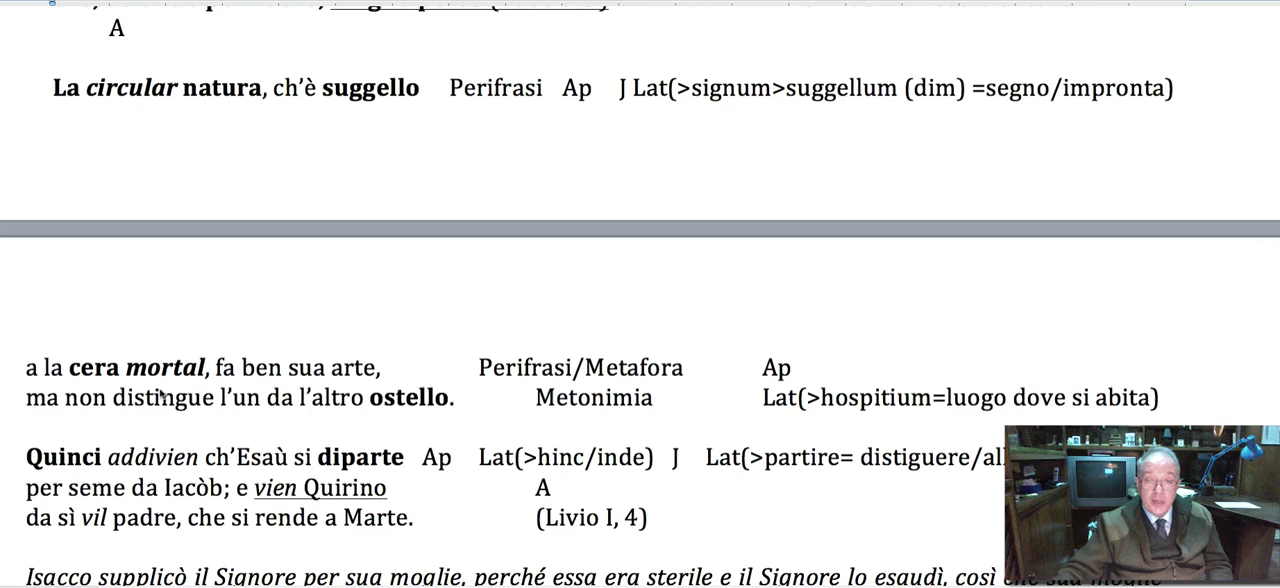 A
La circular natura, ch’è suggello Perifrasi Ap J Lat(>signum>suggellum (dim) =segno/impronta)
a la cera mortal, fa ben sua arte, Perifrasi/Metafora Ap
ma non distingue l’un da l’altro ostello. Metonimia Lat(>hospitium=luogo dove si abita)
Quinci addivien ch’Esaù si diparte Ap Lat(>hinc/inde) J Lat(>partire= distiguere/all
per seme da Iacòb; e vien Quirino A
da sì vil padre, che si rende a Marte. (Livio I, 4)
Isacco supplicò il Signore per sua moglie, perché essa era sterile e il Signore lo esaudì, così che sua moglie